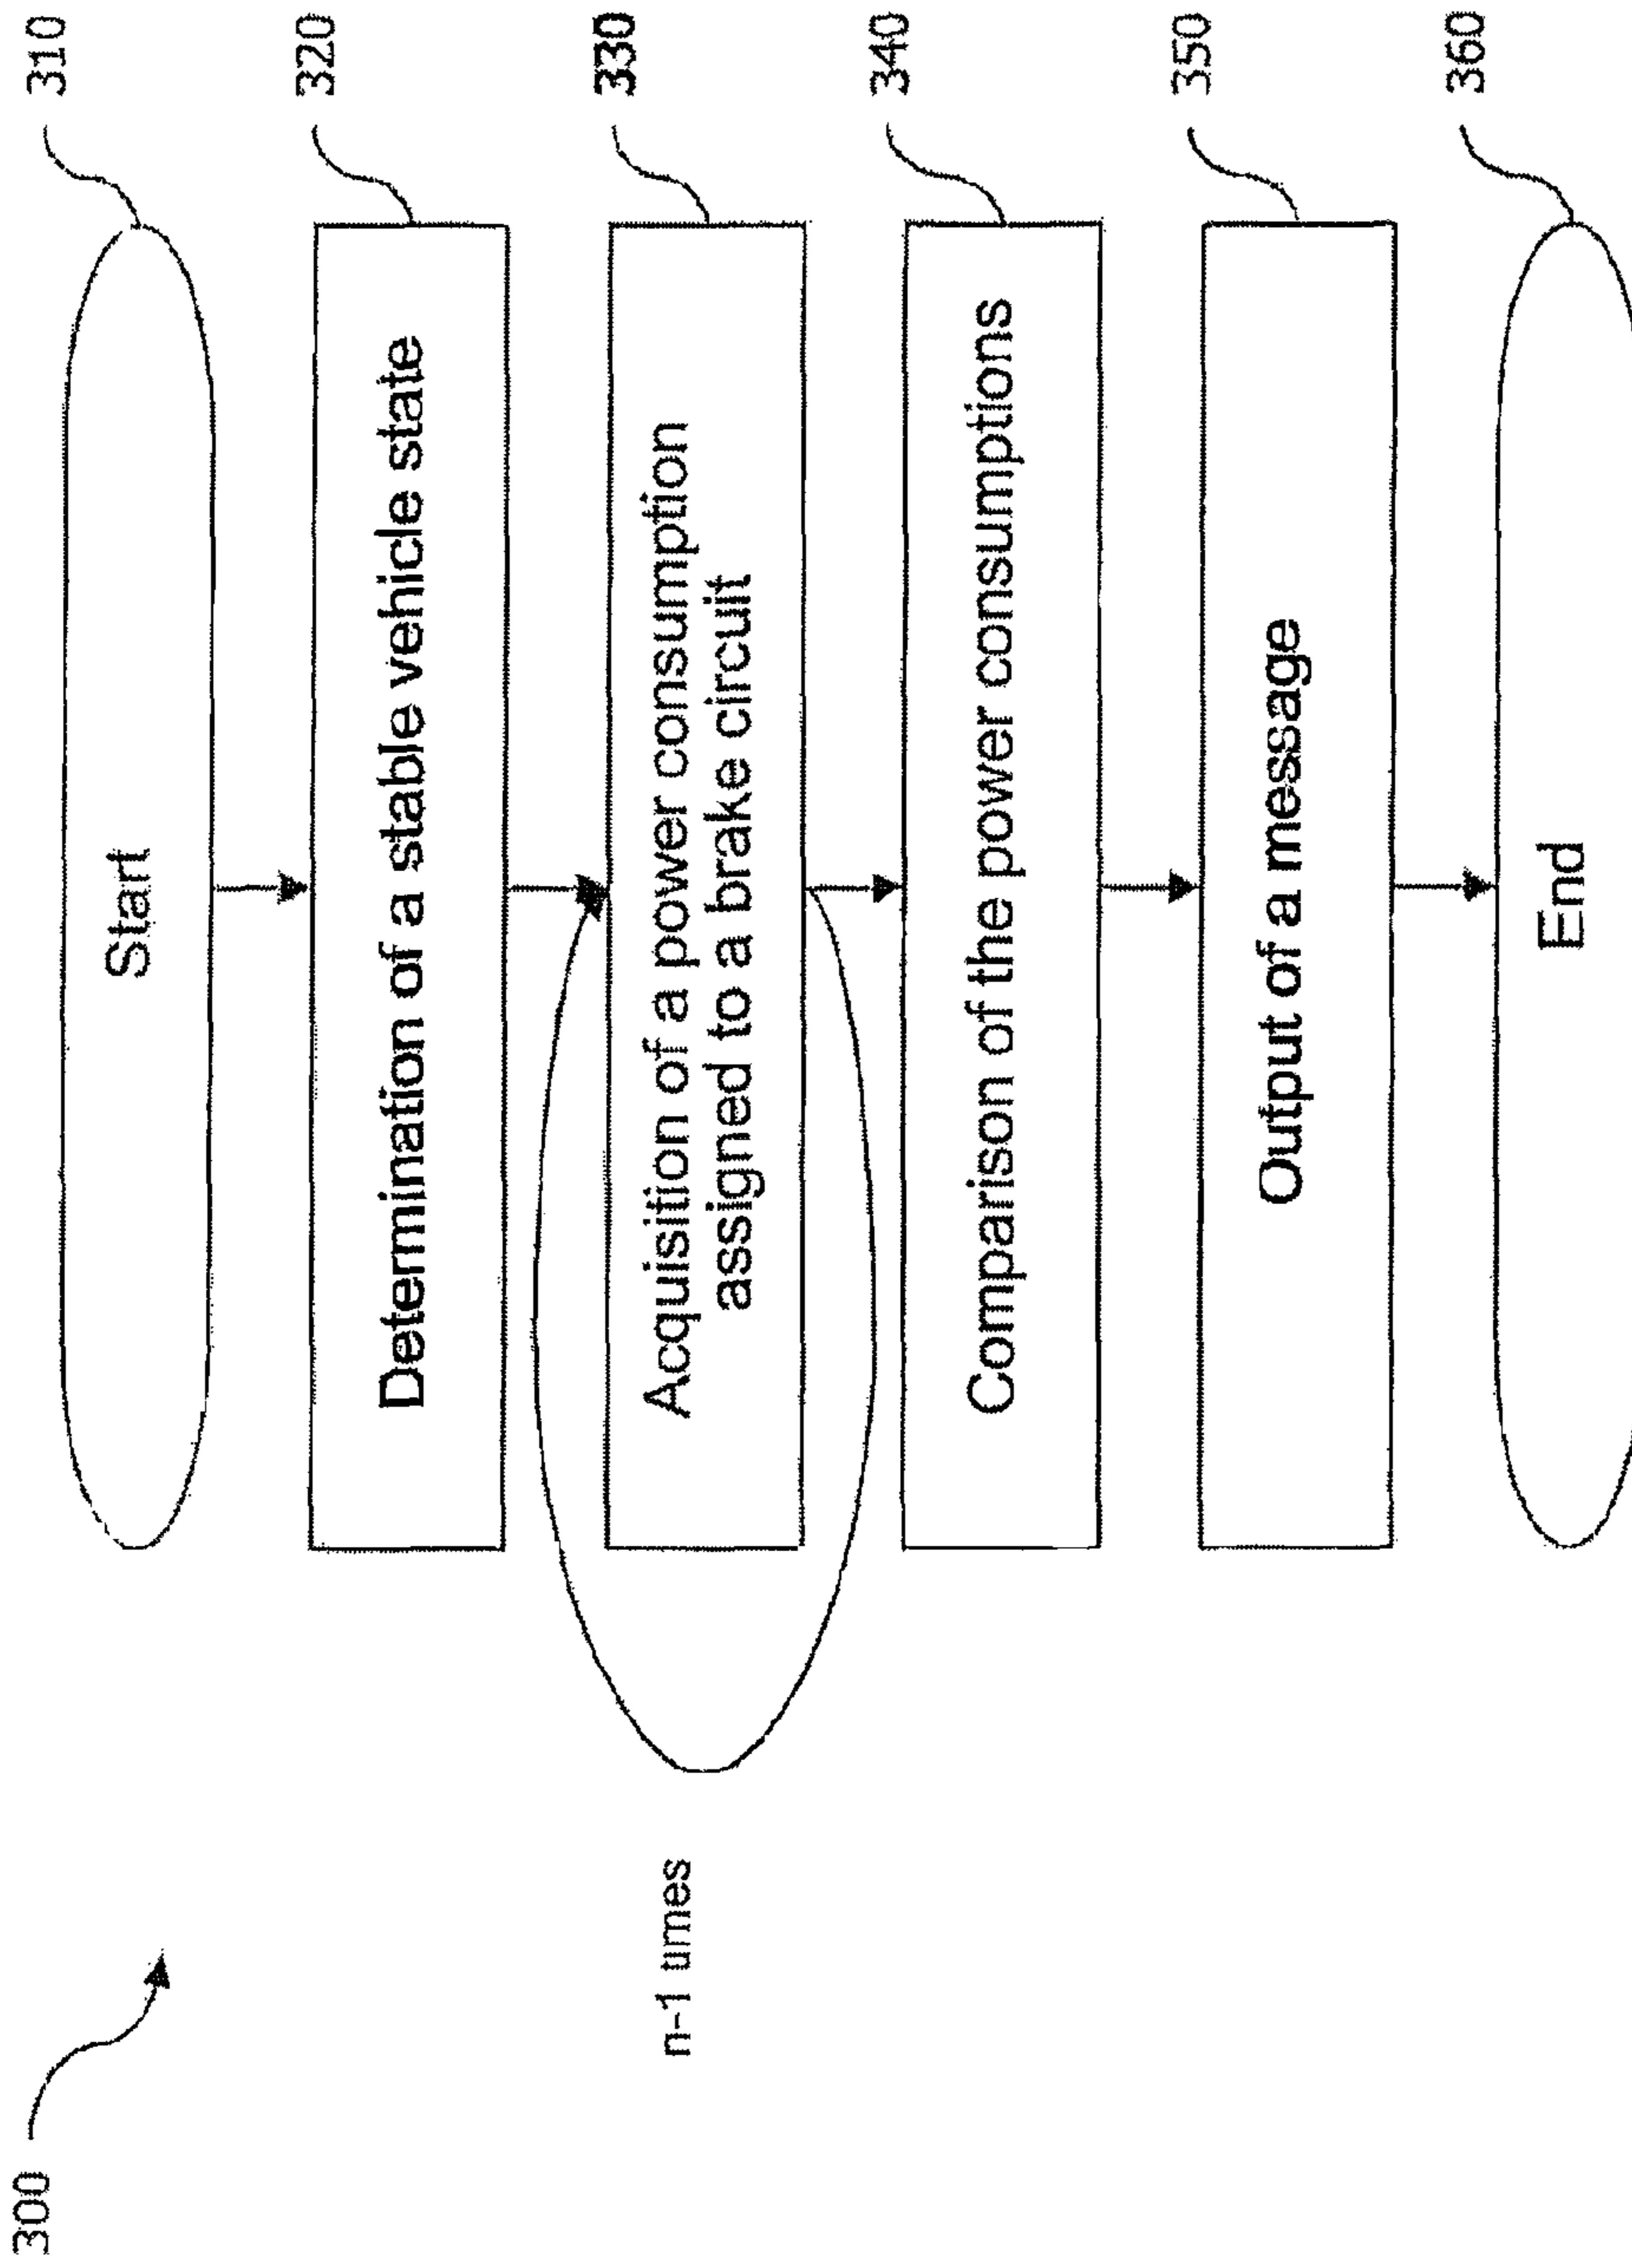 300
Start
310
Determination of a stable vehicle state
320
Acquisition of a power consumption
assigned to a brake circuit
330
n-1 times
Comparison of the power consumptions
340
Output of a message
350
End
360